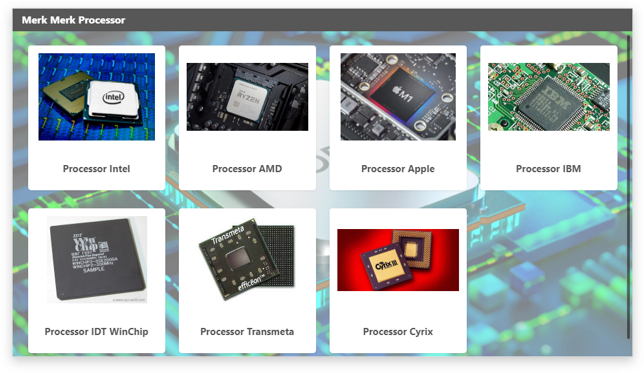 Merk Merk Processor
intel
RYZEN
M1
IBM
Processor Intel
Processor AMD
Processor Apple
Processor IBM
IDT
WinChip
SAMPLE
Transmeta
efficeon
Cyrix III
Processor IDT WinChip
Processor Transmeta
Processor Cyrix